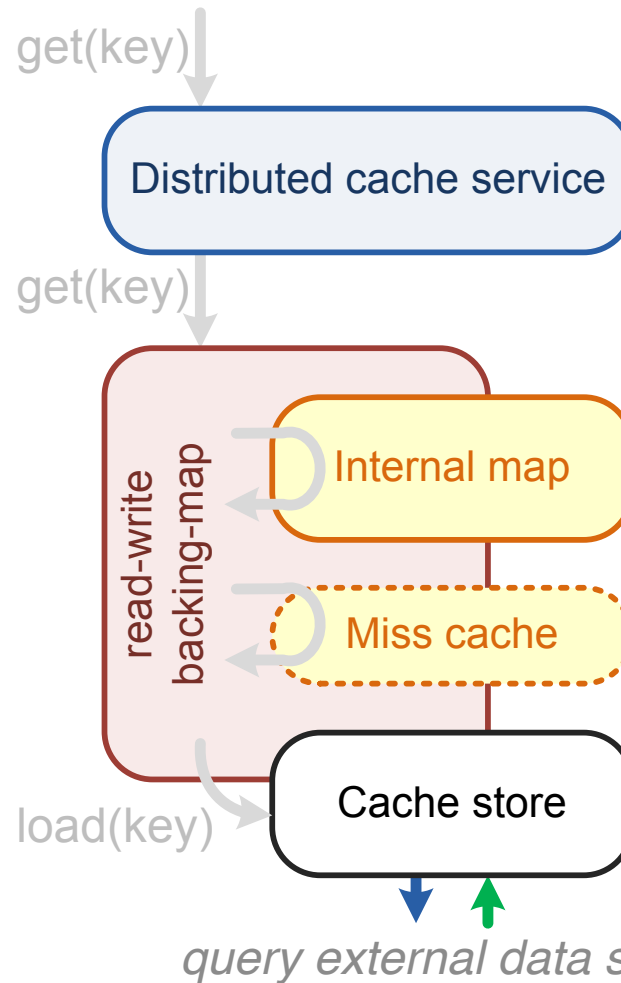 get(key)
Distributed cache service
get(key)
read-write
backing-map
Internal map
Miss cache
Cache store
load(key)
query external data s